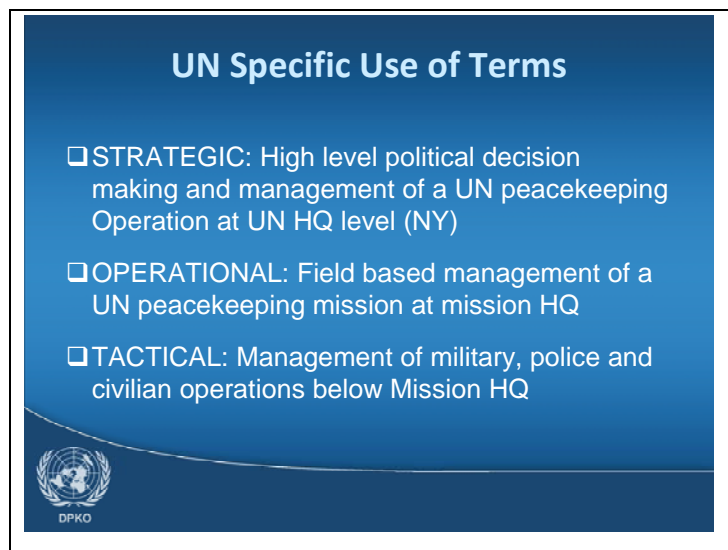 UN Specific Use of Terms
❑STRATEGIC: High level political decision
making and management of a UN peacekeeping
Operation at UN HQ level (NY)
❑OPERATIONAL: Field based management of a
UN peacekeeping mission at mission HQ
❑TACTICAL: Management of military, police and
civilian operations below Mission HQ
DPKO